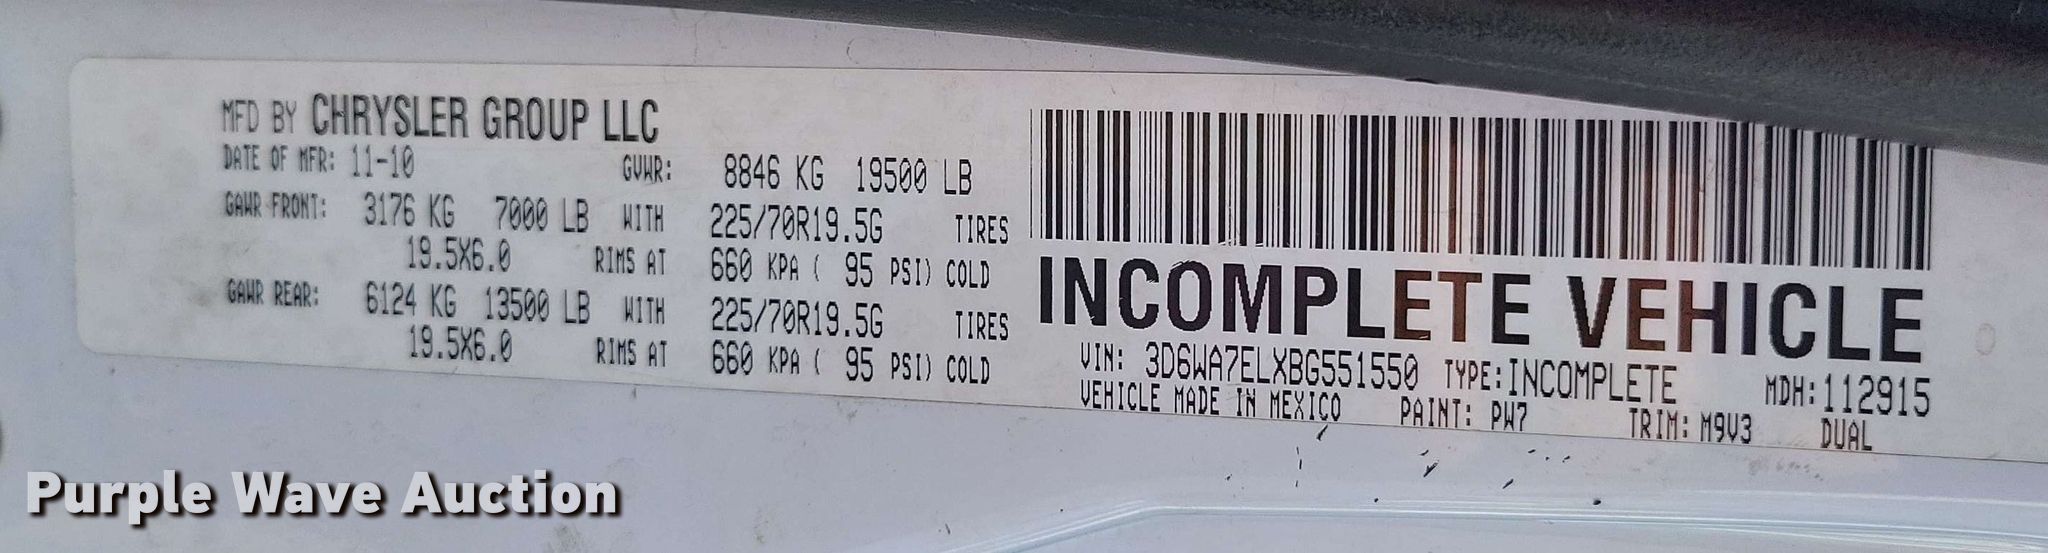 MFD BY CHRYSLER GROUP LLC
DATE OF MFR: 11-10 GVWR: 8846 KG 19500 LB
GAWR FRONT: 3176 KG 7000 LB WITH 225/70R19.5G TIRES
19.5X6.0 RIMS AT 660 KPA ( 95 PSI) COLD
GAWR REAR: 6124 KG 13500 LB WITH 225/70R19.5G TIRES
19.5X6.0 RIMS AT 660 KPA ( 95 PSI) COLD
INCOMPLETE VEHICLE
VIN: 3D6WA7ELXBG551550 TYPE: INCOMPLETE MDH: 112915
VEHICLE MADE IN MEXICO PAINT: PW7 TRIM: M9V3 DUAL
Purple Wave Auction